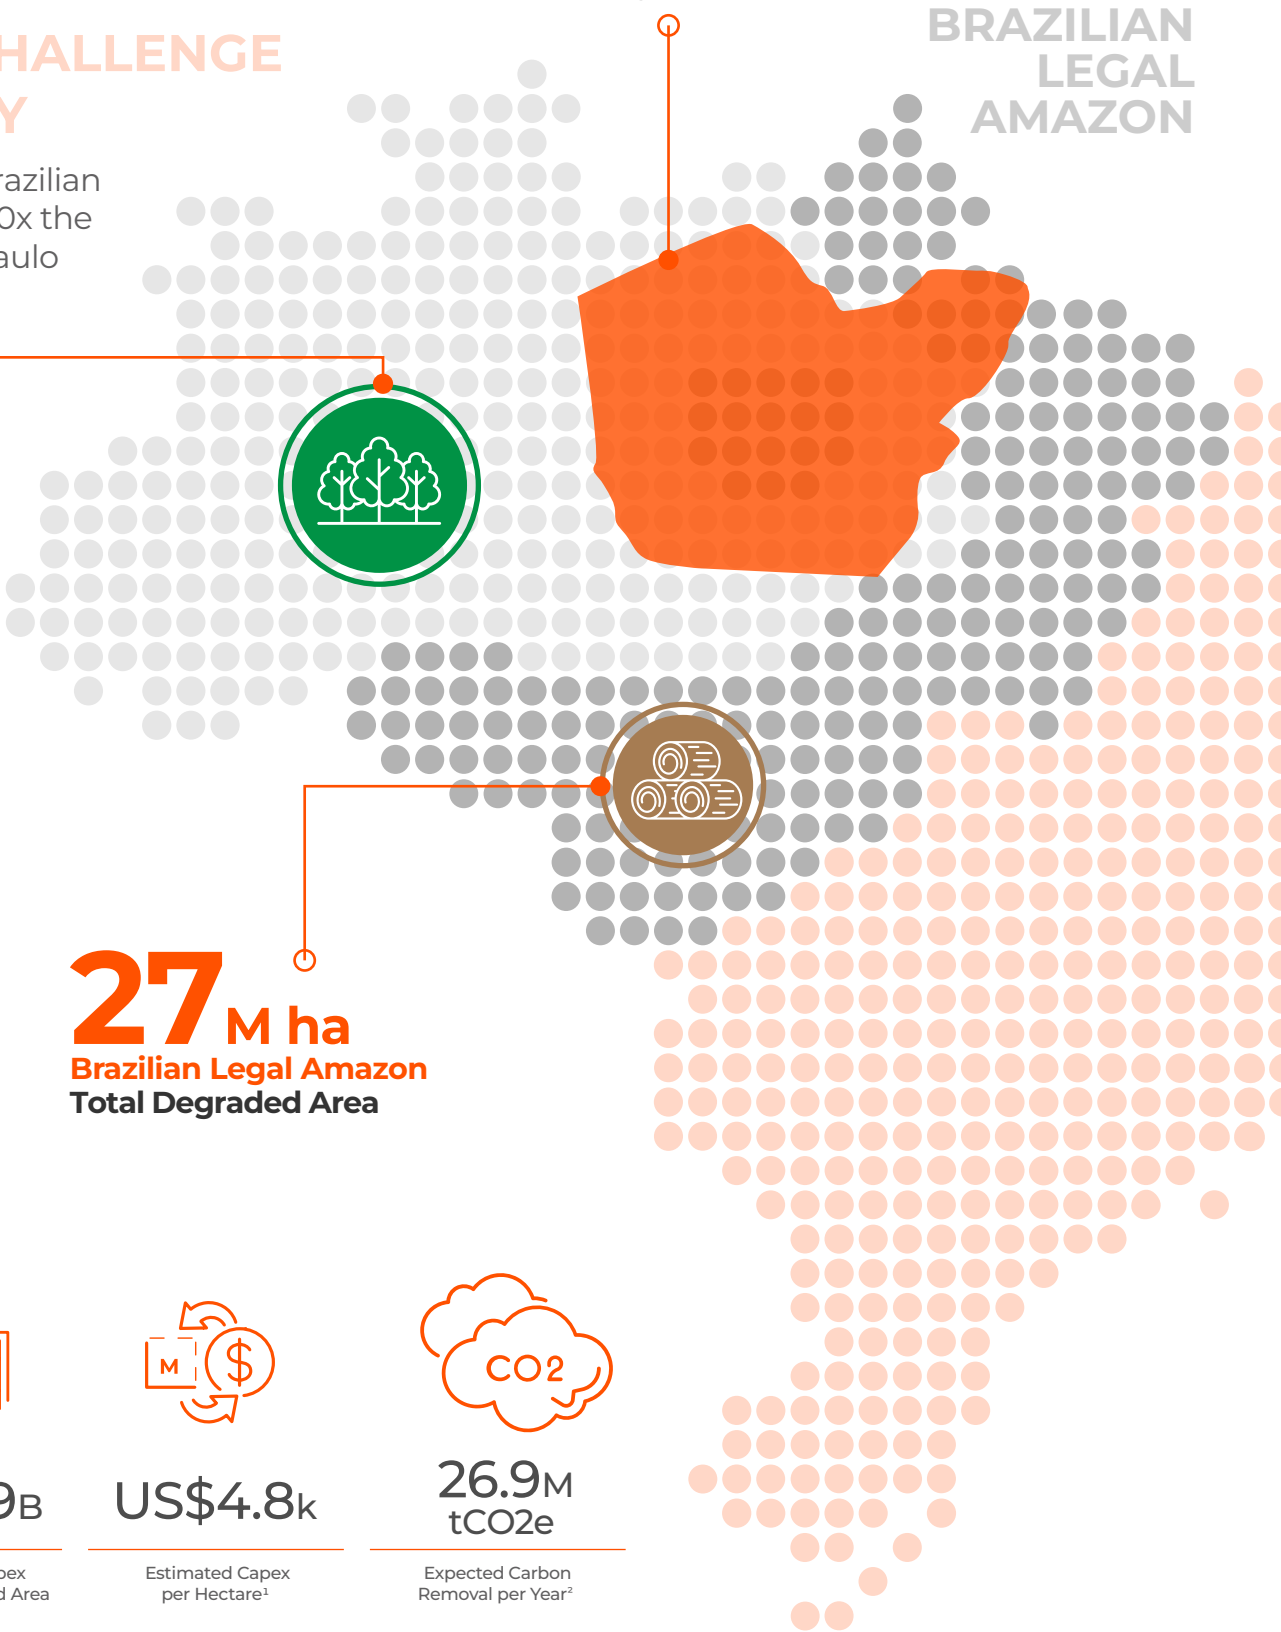 BRAZILIAN
LEGAL
AMAZON
HALLENGE
Y
razilian
0x the
aulo
27 M ha
Brazilian Legal Amazon
Total Degraded Area
M $
CO2
9B
pex
d Area
US$4.8k
Estimated Capex
per Hectare¹
26.9M
tCO2e
Expected Carbon
Removal per Year²